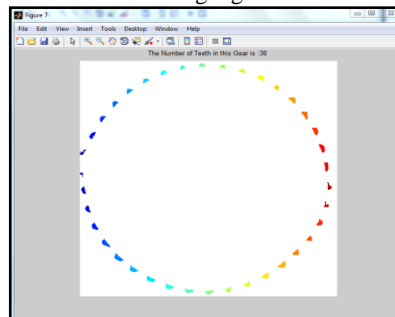 Figure 7
File Edit View Insert Tools Desktop Window Help
The Number of Teeth in this Gear is :38